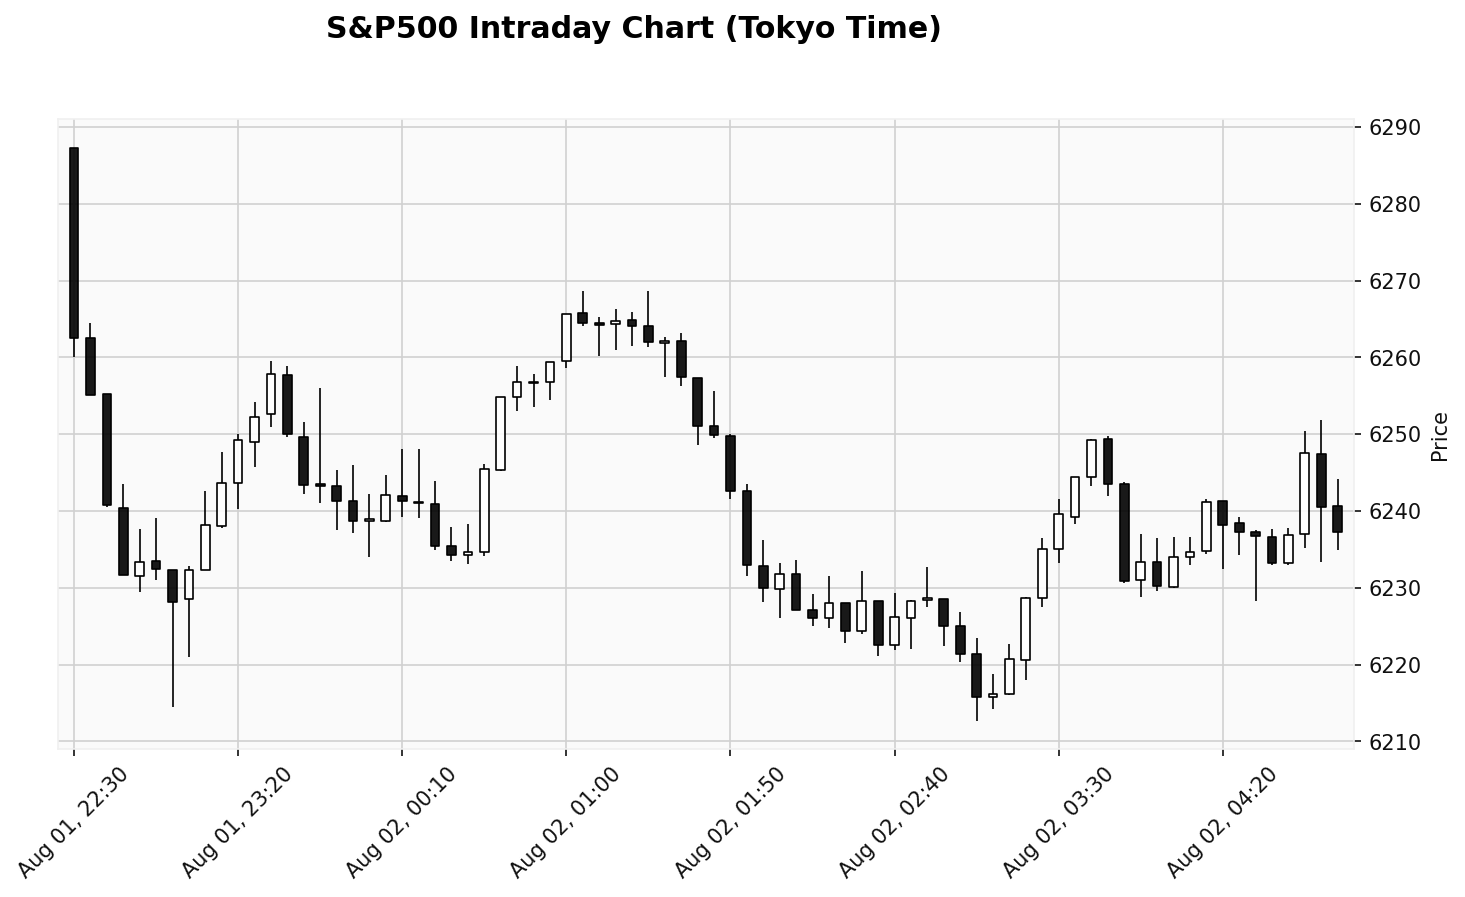 S&P500 Intraday Chart (Tokyo Time)
6290
6280
6270
6260
6250
6240
6230
6220
6210
Price
Aug 01, 22:30
Aug 01, 23:20
Aug 02, 00:10
Aug 02, 01:00
Aug 02, 01:50
Aug 02, 02:40
Aug 02, 03:30
Aug 02, 04:20